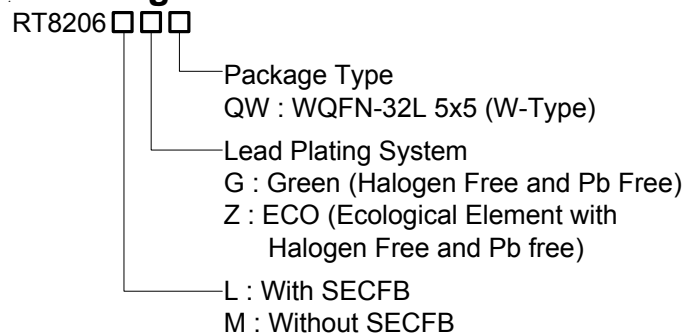 RT8206
Package Type
QW : WQFN-32L 5x5 (W-Type)
Lead Plating System
G : Green (Halogen Free and Pb Free)
Z : ECO (Ecological Element with
Halogen Free and Pb free)
L : With SECFB
M : Without SECFB